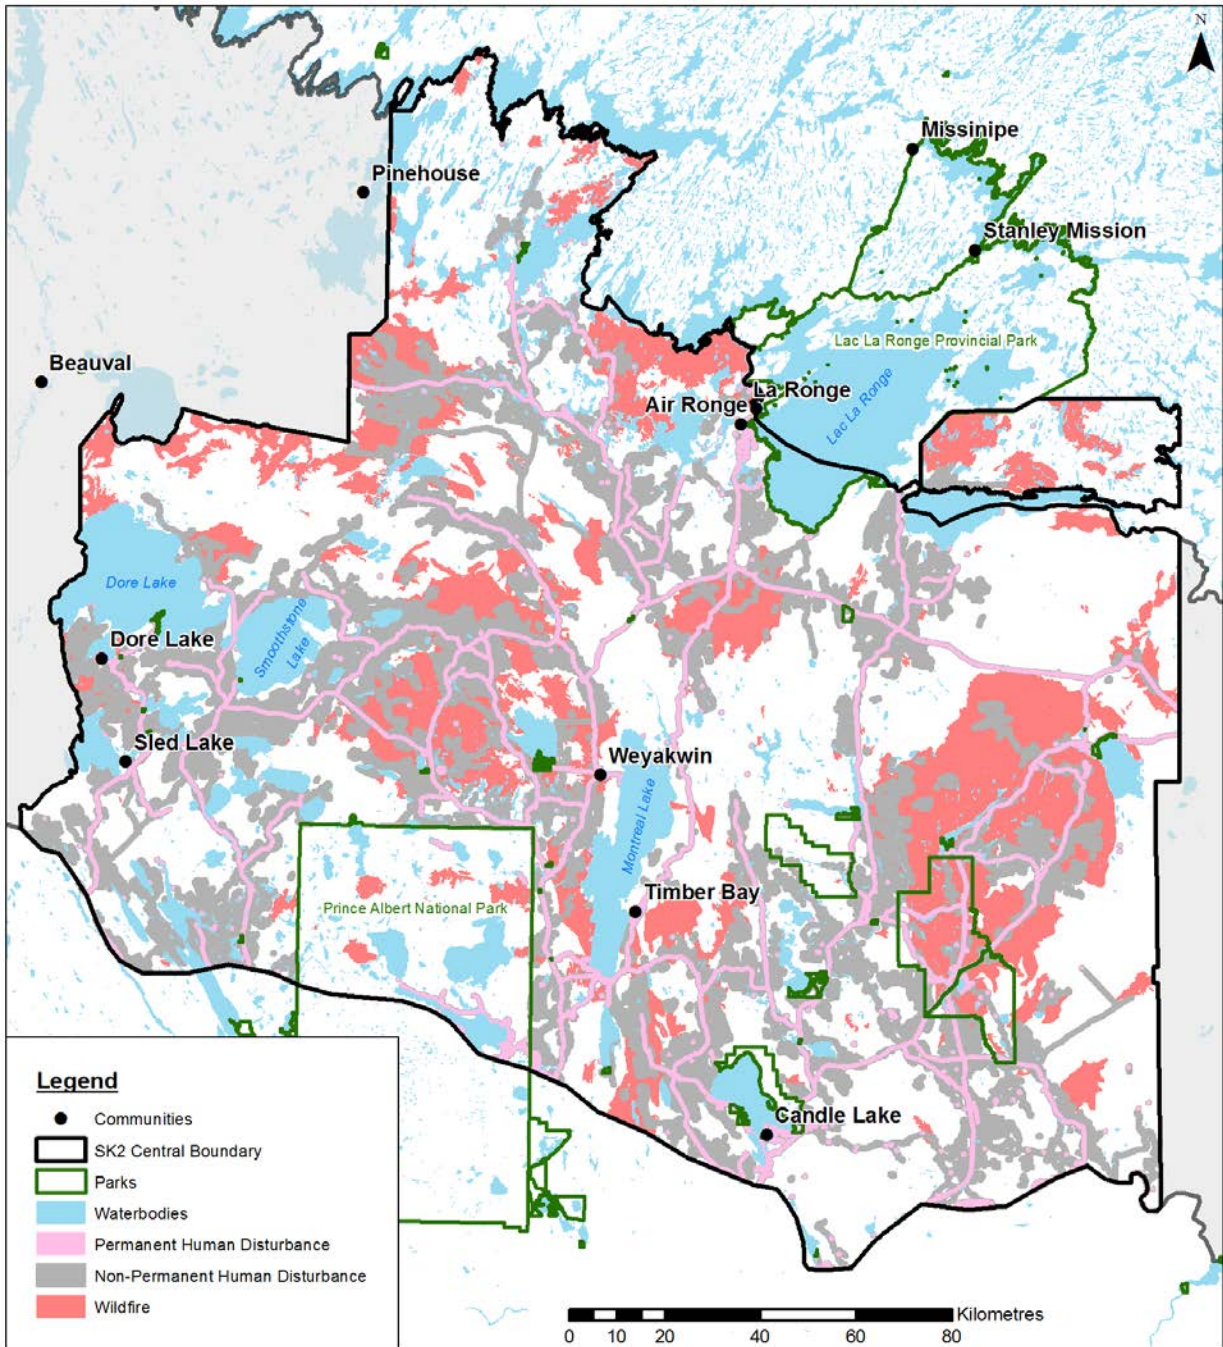 N
Missinipe
Pinehouse
Stanley Mission
Lac La Ronge Provincial Park
Beauval
La Ronge
Air Ronge
Lac La Ronge
Dore Lake
Smoothstone
Lake
Dore Lake
Sled Lake
Weyakwin
Montreal Lake
Timber Bay
Prince Albert National Park
Candle Lake
Legend
Communities
SK2 Central Boundary
Parks
Waterbodies
Permanent Human Disturbance
Non-Permanent Human Disturbance
Wildfire
Kilometres
0 10 20 40 60 80